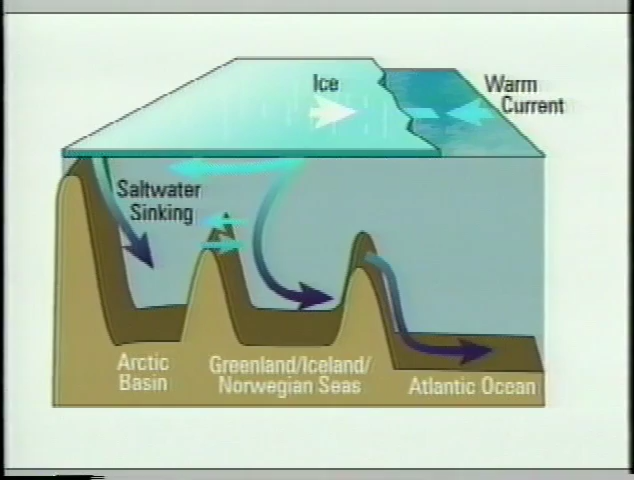 Ice
Warm
Current
Saltwater
Sinking
Arctic
Basin
Greenland/Iceland/
Norwegian Seas
Atlantic Ocean